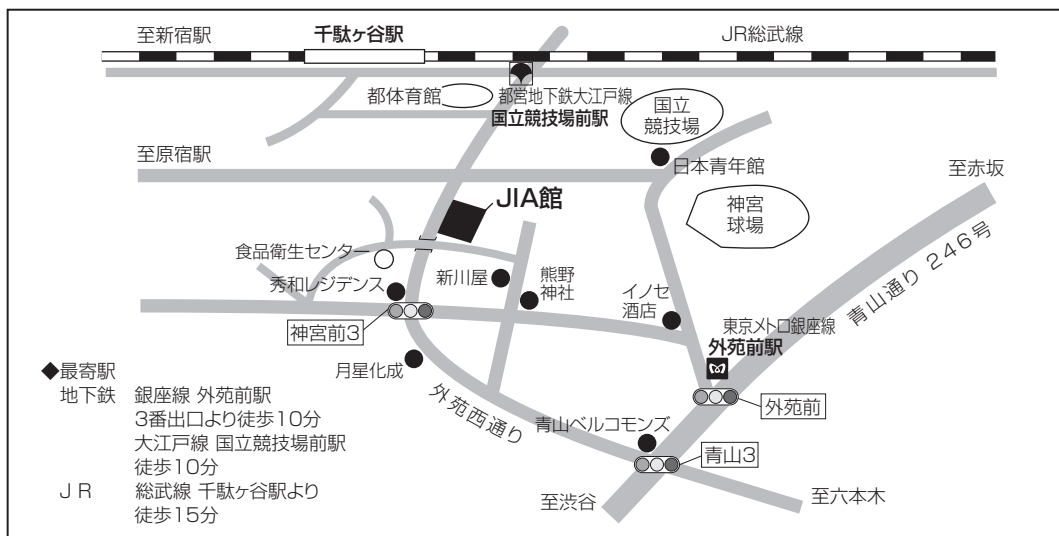 至新宿駅
千駄ヶ谷駅
JR総武線
都体育館
都営地下鉄大江戸線
国立競技場前駅
国立
競技場
至原宿駅
日本青年館
至赤坂
JIA館
神宮
球場
食品衛生センター
秀和レジデンス
新川屋
熊野
神社
イノセ
酒店
青山通り 246号
神宮前3
東京メトロ銀座線
外苑前駅
月星化成
外苑西通り
外苑前
青山ベルコモンズ
青山3
至渋谷
至六本木
◆最寄駅
地下鉄 銀座線 外苑前駅
3番出口より徒歩10分
大江戸線 国立競技場前駅
徒歩10分
J R 総武線 千駄ヶ谷駅より
徒歩15分